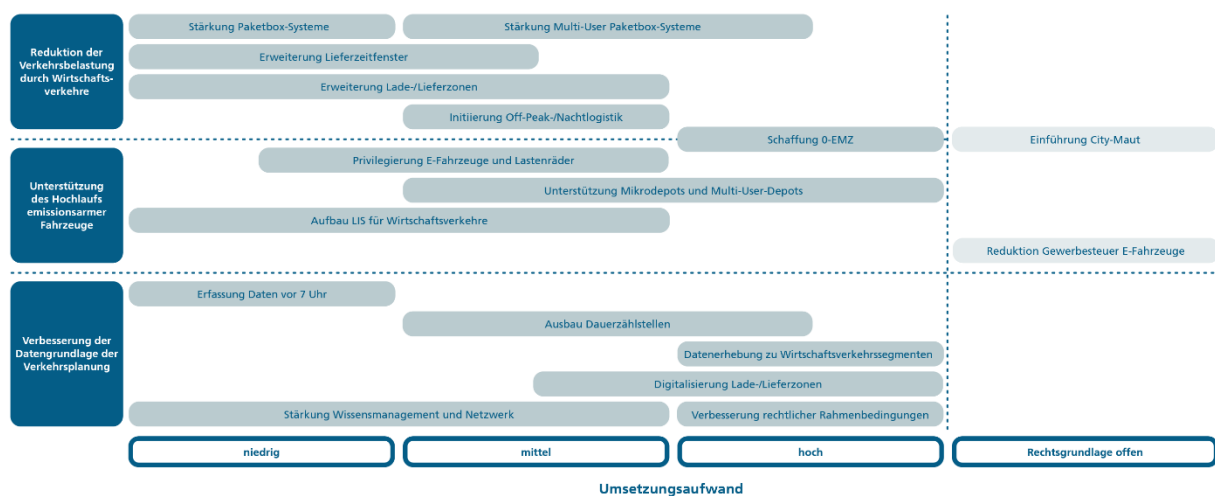 Reduktion der
Verkehrsbelastung
durch Wirtschafts-
verkehre
Stärkung Paketbox-Systeme
Stärkung Multi-User Paketbox-Systeme
Erweiterung Lieferzeitfenster
Erweiterung Lade-/Lieferzonen
Initiierung Off-Peak-/Nachtlogistik
Schaffung 0-EMZ
Einführung City-Maut
Unterstützung
des Hochlaufs
emissionsarmer
Fahrzeuge
Privilegierung E-Fahrzeuge und Lastenräder
Unterstützung Mikrodepots und Multi-User-Depots
Aufbau LIS für Wirtschaftsverkehre
Reduktion Gewerbesteuer E-Fahrzeuge
Verbesserung der
Datengrundlage der
Verkehrsplanung
Erfassung Daten vor 7 Uhr
Ausbau Dauerzählstellen
Datenerhebung zu Wirtschaftsverkehrssegmenten
Digitalisierung Lade-/Lieferzonen
Stärkung Wissensmanagement und Netzwerk
Verbesserung rechtlicher Rahmenbedingungen
niedrig
mittel
hoch
Rechtsgrundlage offen
Umsetzungsaufwand